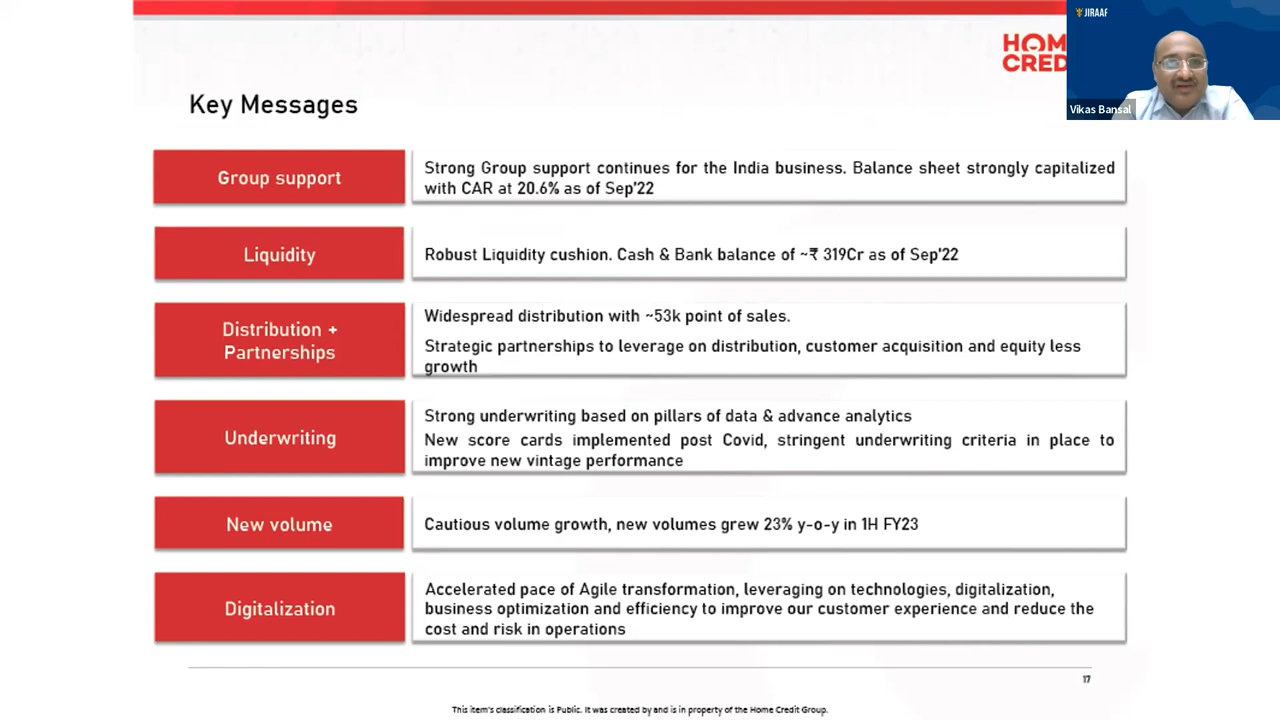 JIRAAF
HOM
CRED
Vikas Bansal
Key Messages
Group support
Strong Group support continues for the India business. Balance sheet strongly capitalized
with CAR at 20.6% as of Sep'22
Liquidity
Robust Liquidity cushion. Cash & Bank balance of ~₹ 319Cr as of Sep'22
Distribution +
Partnerships
Widespread distribution with ~53k point of sales.
Strategic partnerships to leverage on distribution, customer acquisition and equity less
growth
Underwriting
Strong underwriting based on pillars of data & advance analytics
New score cards implemented post Covid, stringent underwriting criteria in place to
improve new vintage performance
New volume
Cautious volume growth, new volumes grew 23% y-o-y in 1H FY23
Digitalization
Accelerated pace of Agile transformation, leveraging on technologies, digitalization,
business optimization and efficiency to improve our customer experience and reduce the
cost and risk in operations
17
This item's classification is Public. It was created by and is in property of the Home Credit Group.